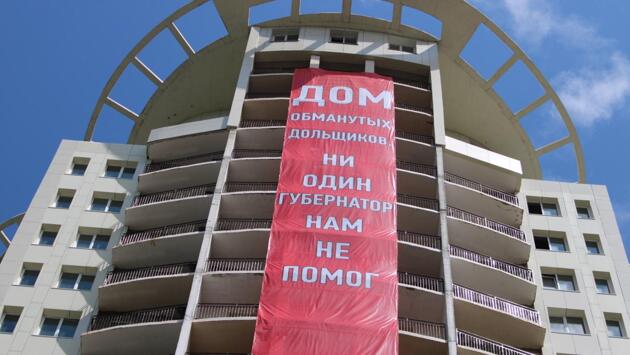 ДОМ
ОБМАНУТЫХ
ДОЛЬЩИКОВ.
НИ
ОДИН
ГУБЕРНАТОР
НАМ
НЕ
ПОМОГ